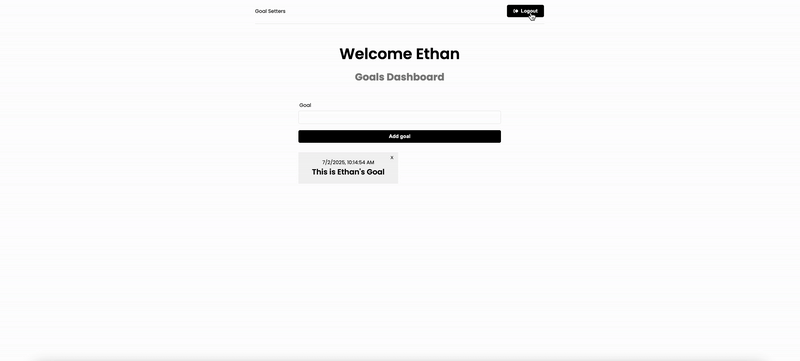 Goal Setters
Logout
Welcome Ethan
Goals Dashboard
Goal
Add goal
X
7/2/2025, 10:14:54 AM
This is Ethan's Goal